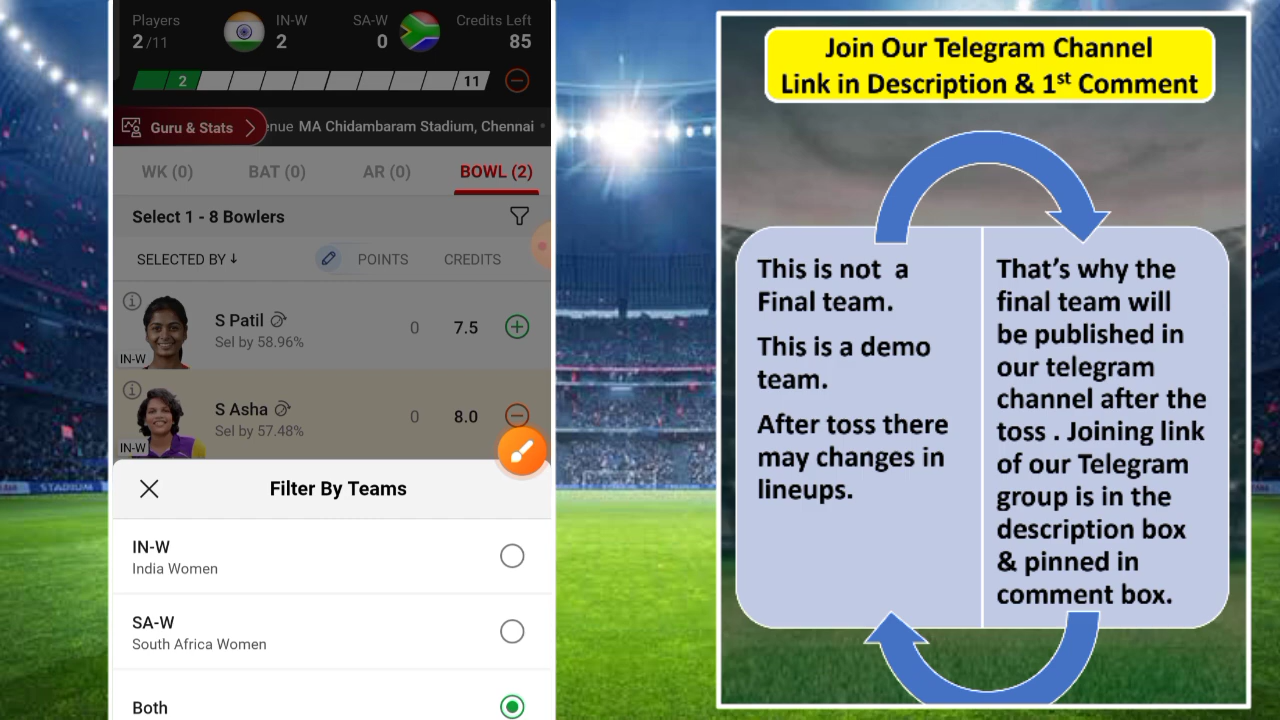 Players
IN-W
SA-W
Credits Left
2/11
2
0
85
2
11
Guru & Stats
enue MA Chidambaram Stadium, Chennai
WK (0)
BAT (0)
AR (0)
BOWL (2)
Select 1 - 8 Bowlers
SELECTED BY ↓
POINTS
CREDITS
S Patil
0
7.5
Sel by 58.96%
IN-W
S Asha
0
8.0
Sel by 57.48%
IN-W
Filter By Teams
IN-W
India Women
SA-W
South Africa Women
Both
STADIUM
Join Our Telegram Channel
Link in Description & 1st Comment
This is not a
Final team.
This is a demo
team.
After toss there
may changes in
lineups.
That's why the
final team will
be published in
our telegram
channel after the
toss . Joining link
of our Telegram
group is in the
description box
& pinned in
comment box.